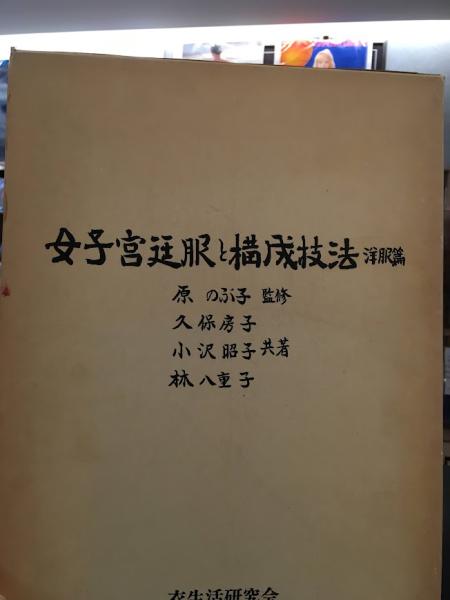 女子宮廷服と構成技法 洋服篇
原 のぶ子 監修
久保房子
小沢昭子 共著
林八重子
衣生活研究会